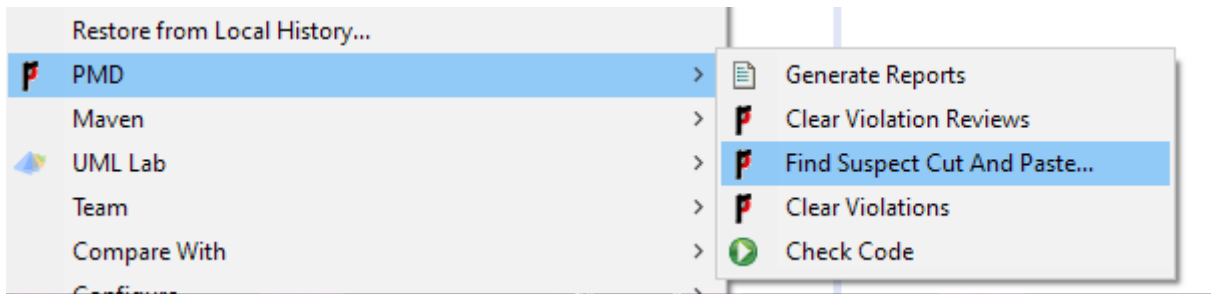 Restore from Local History...
PMD
Maven
UML Lab
Team
Compare With
Generate Reports
Clear Violation Reviews
Find Suspect Cut And Paste...
Clear Violations
Check Code